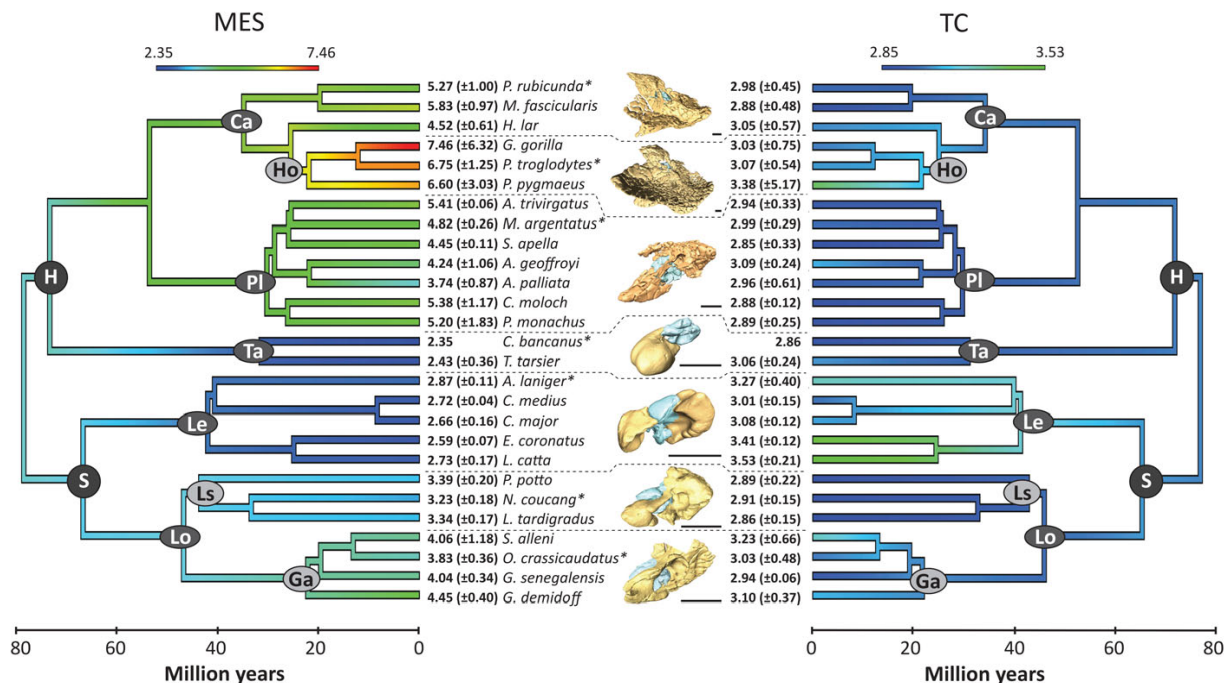 MES TC
2.35 7.46 2.85 3.53
5.27 (±1.00) P. rubicunda* 2.98 (±0.45)
5.83 (±0.97) M. fascicularis 2.88 (±0.48)
Ca Ca
4.52 (±0.61) H. lar 3.05 (±0.57)
7.46 (±6.32) G. gorilla 3.03 (±0.75)
Ho 6.75 (±1.25) P. troglodytes* 3.07 (±0.54) Ho
6.60 (±3.03) P. pygmaeus 3.38 (±5.17)
5.41 (±0.06) A. trivirgatus 2.94 (±0.33)
4.82 (±0.26) M. argentatus* 2.99 (±0.29)
4.45 (±0.11) S. apella 2.85 (±0.33)
4.24 (±1.06) A. geoffroyi 3.09 (±0.24)
H Pl 3.74 (±0.87) A. palliata 2.96 (±0.61) Pl H
5.38 (±1.17) C. moloch 2.88 (±0.12)
5.20 (±1.83) P. monachus 2.89 (±0.25)
2.35 C. bancanus* 2.86
Ta Ta
2.43 (±0.36) T. tarsier 3.06 (±0.24)
2.87 (±0.11) A. laniger* 3.27 (±0.40)
2.72 (±0.04) C. medius 3.01 (±0.15)
Le 2.66 (±0.16) C. major 3.08 (±0.12) Le
2.59 (±0.07) E. coronatus 3.41 (±0.12)
2.73 (±0.17) L. catta 3.53 (±0.21)
S 3.39 (±0.20) P. potto 2.89 (±0.22) S
Ls 3.23 (±0.18) N. coucang* 2.91 (±0.15) Ls
3.34 (±0.17) L. tardigradus 2.86 (±0.15)
Lo 4.06 (±1.18) S. alleni 3.23 (±0.66) Lo
3.83 (±0.36) O. crassicaudatus* 3.03 (±0.48)
Ga 4.04 (±0.34) G. senegalensis 2.94 (±0.06) Ga
4.45 (±0.40) G. demidoff 3.10 (±0.37)
80 60 40 20 0 0 20 40 60 80
Million years Million years